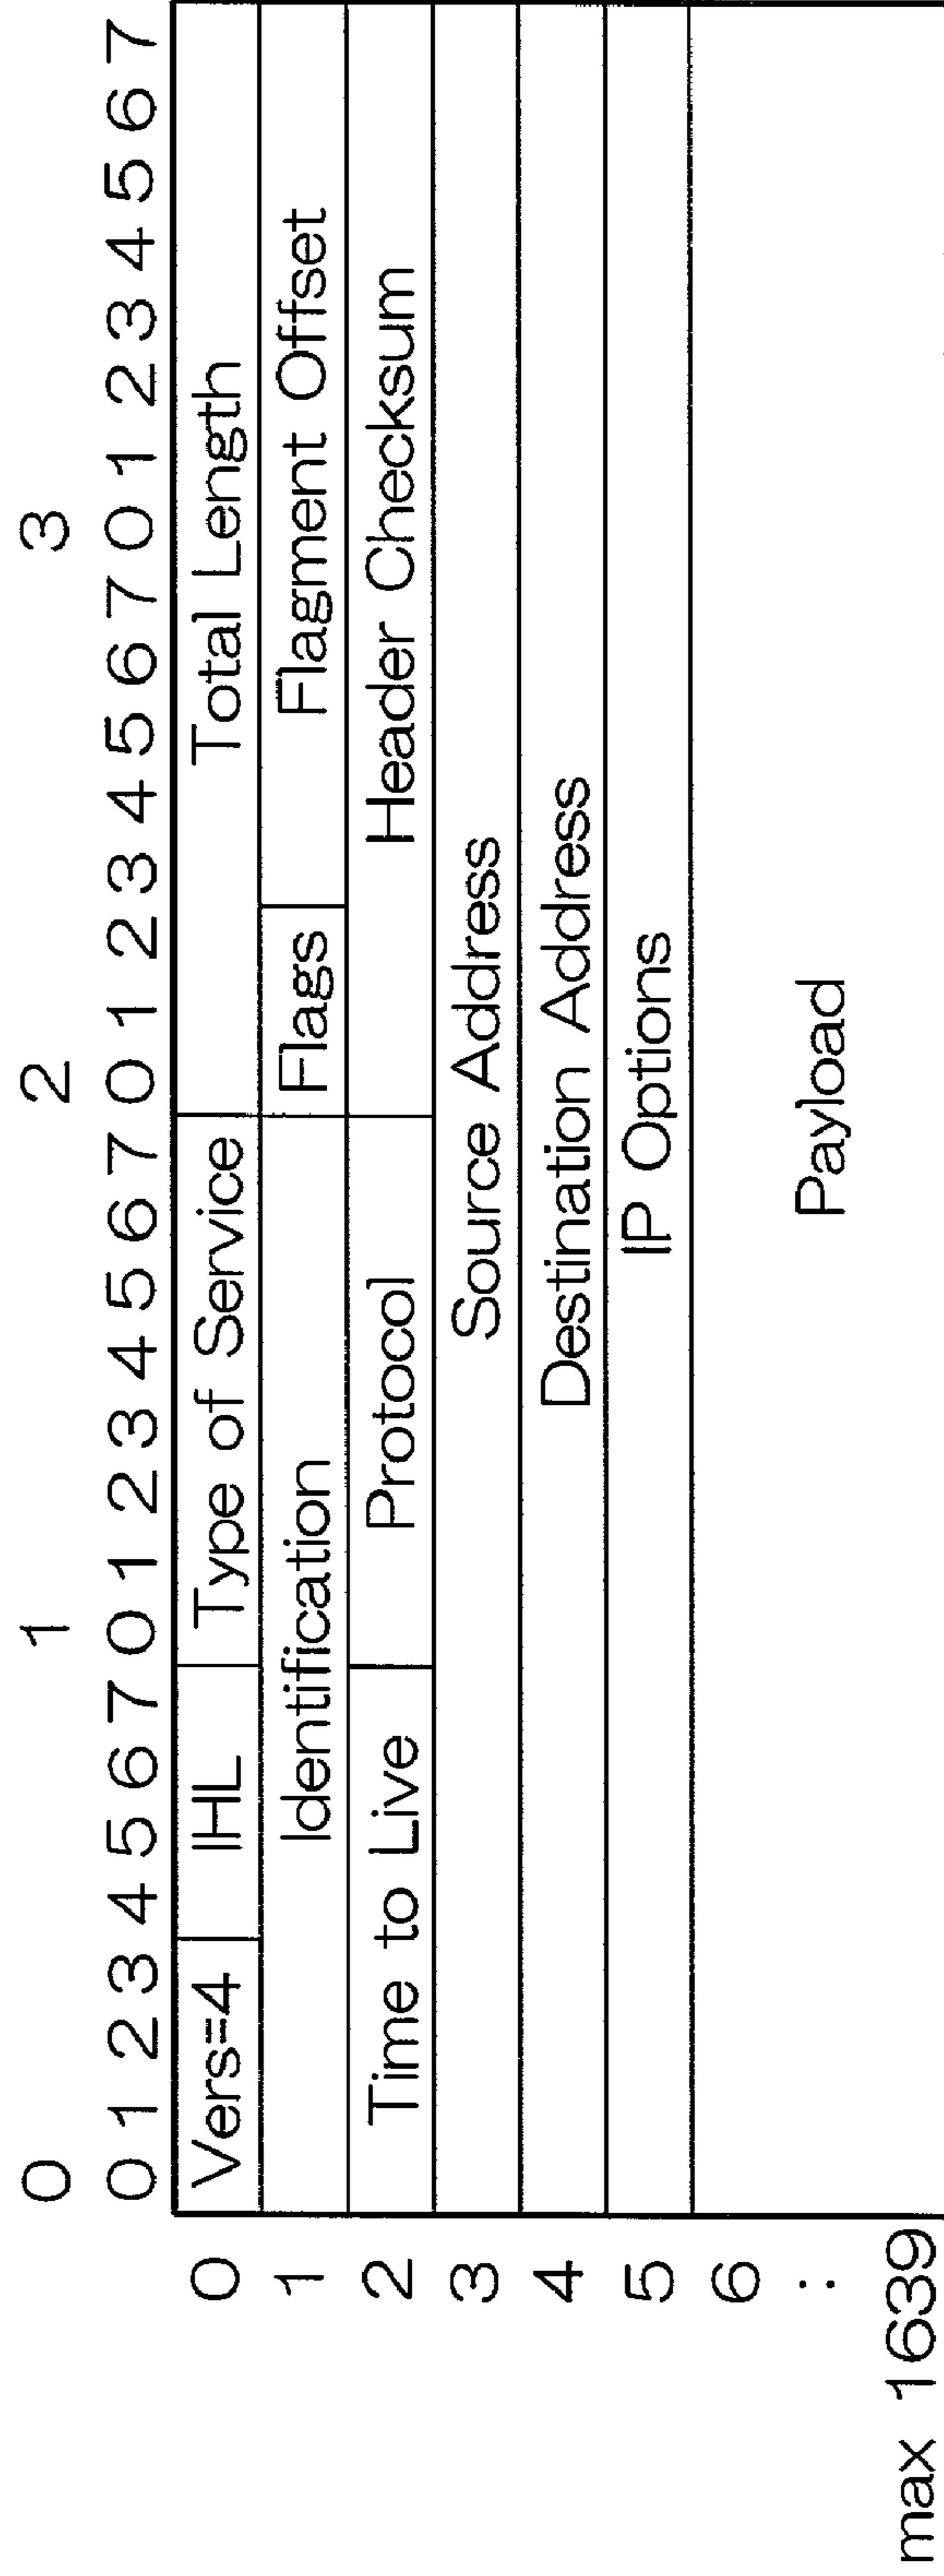 0 1 2 3
0 1 2 3 4 5 6 7 0 1 2 3 4 5 6 7 0 1 2 3 4 5 6 7 0 1 2 3 4 5 6 7
0 Vers=4 IHL Type of Service Total Length
1 Identification Flags Flagment Offset
2 Time to Live Protocol Header Checksum
3 Source Address
4 Destination Address
5 IP Options
6
: Payload
max 1639